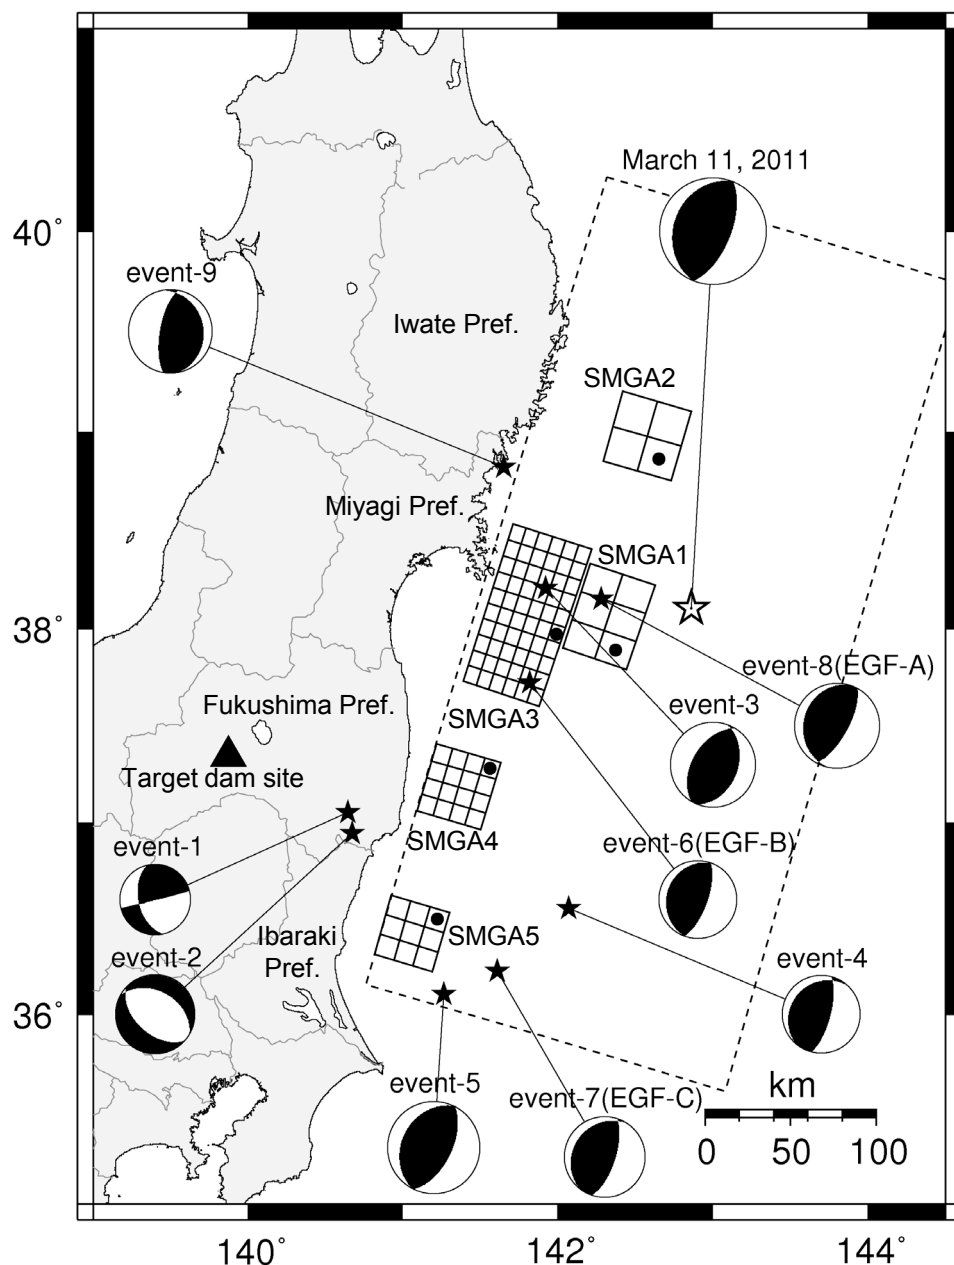 March 11, 2011
40°
event-9
Iwate Pref.
SMGA2
Miyagi Pref.
SMGA1
38°
event-8(EGF-A)
Fukushima Pref.
event-3
SMGA3
Target dam site
event-1
SMGA4
event-6(EGF-B)
Ibaraki
Pref.
SMGA5
event-2
event-4
36°
event-5
event-7(EGF-C)
km
0 50 100
140°
142°
144°